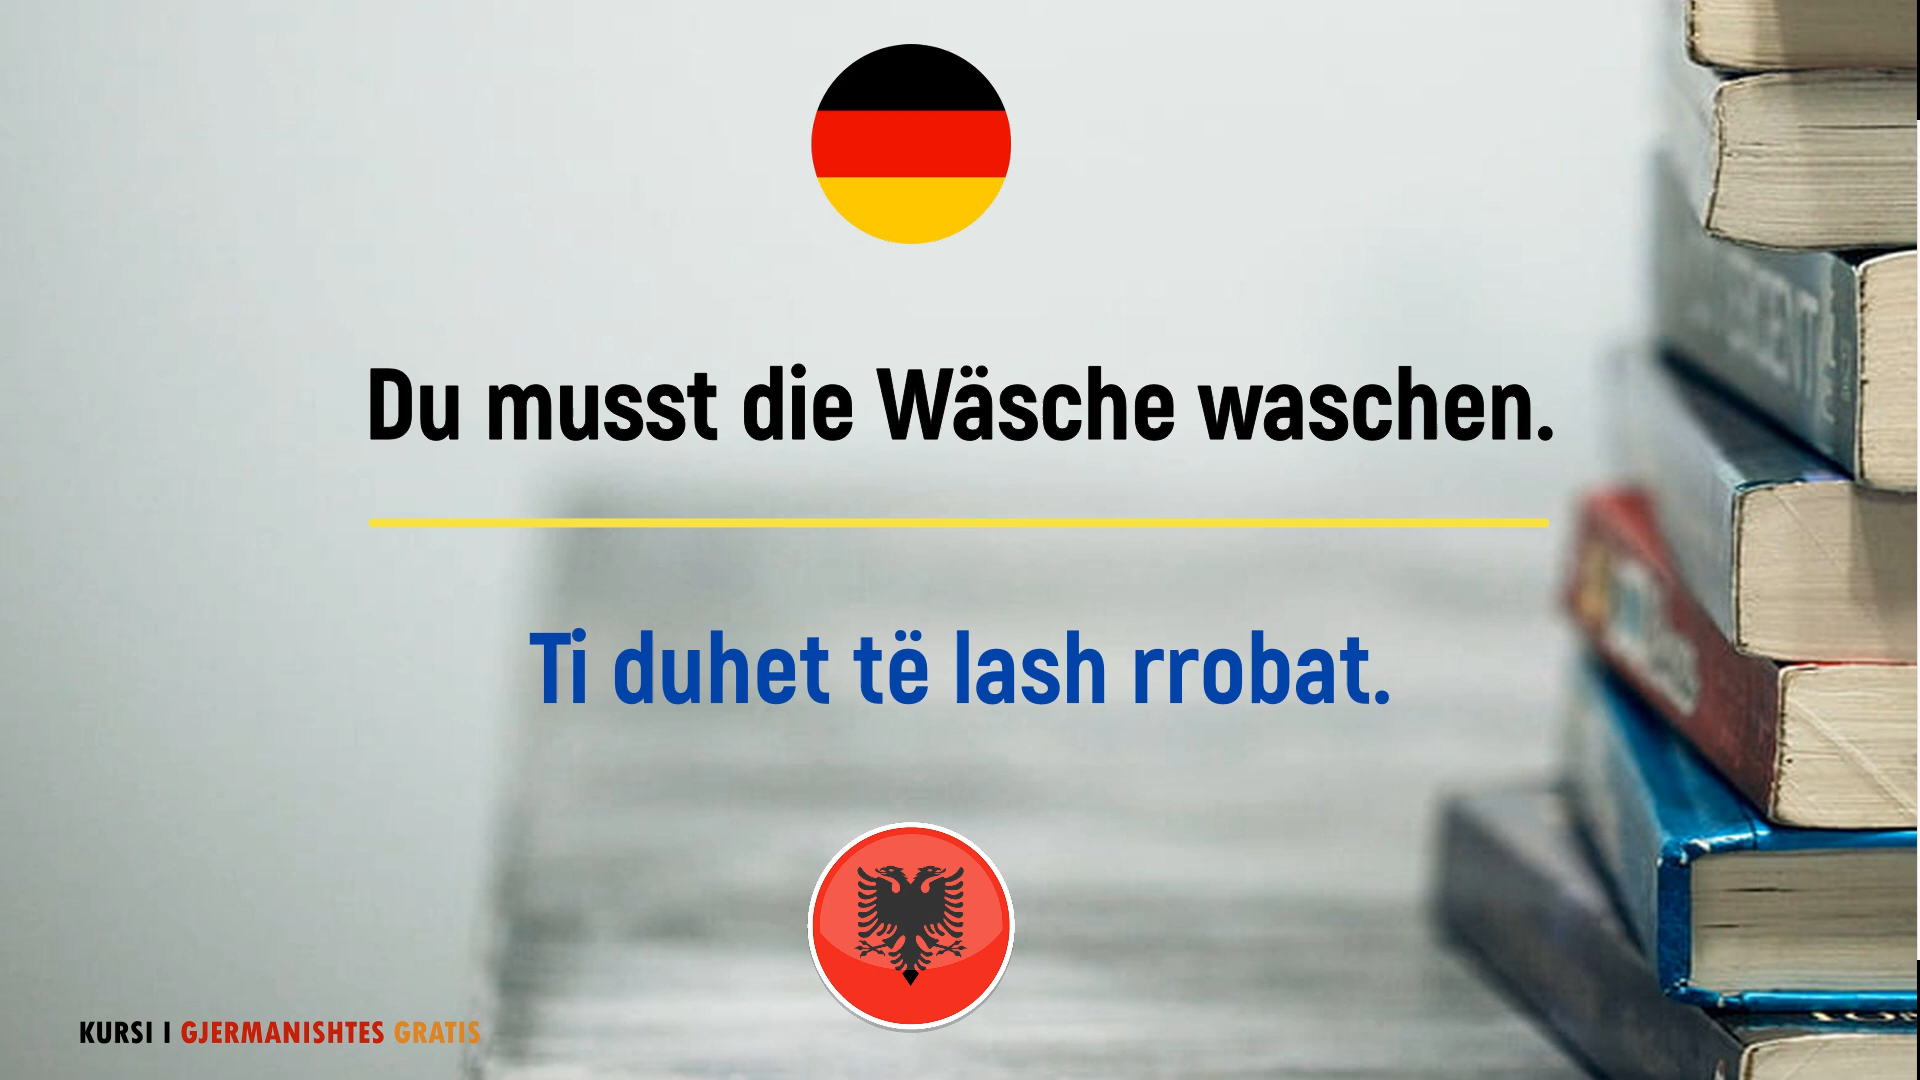 Du musst die Wäsche waschen.
Ti duhet të lash rrobat.
KURSI I GJERMANISHTES GRATIS